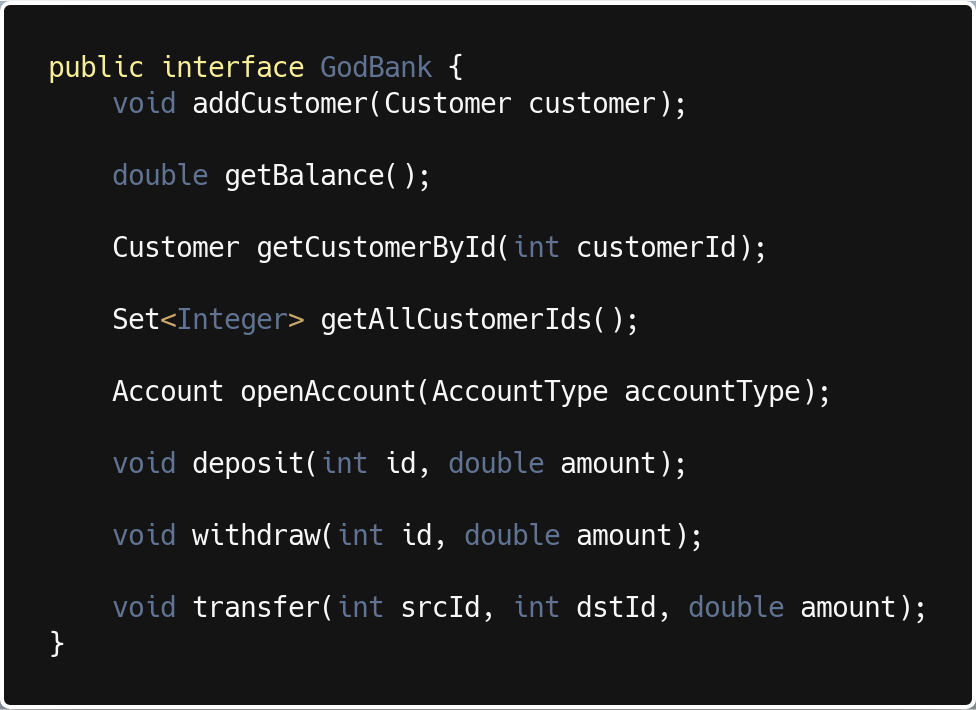 public interface GodBank {
    void addCustomer(Customer customer);
    double getBalance();
    Customer getCustomerById(int customerId);
    Set<Integer> getAllCustomerIds();
    Account openAccount(AccountType accountType);
    void deposit(int id, double amount);
    void withdraw(int id, double amount);
    void transfer(int srcId, int dstId, double amount);
}